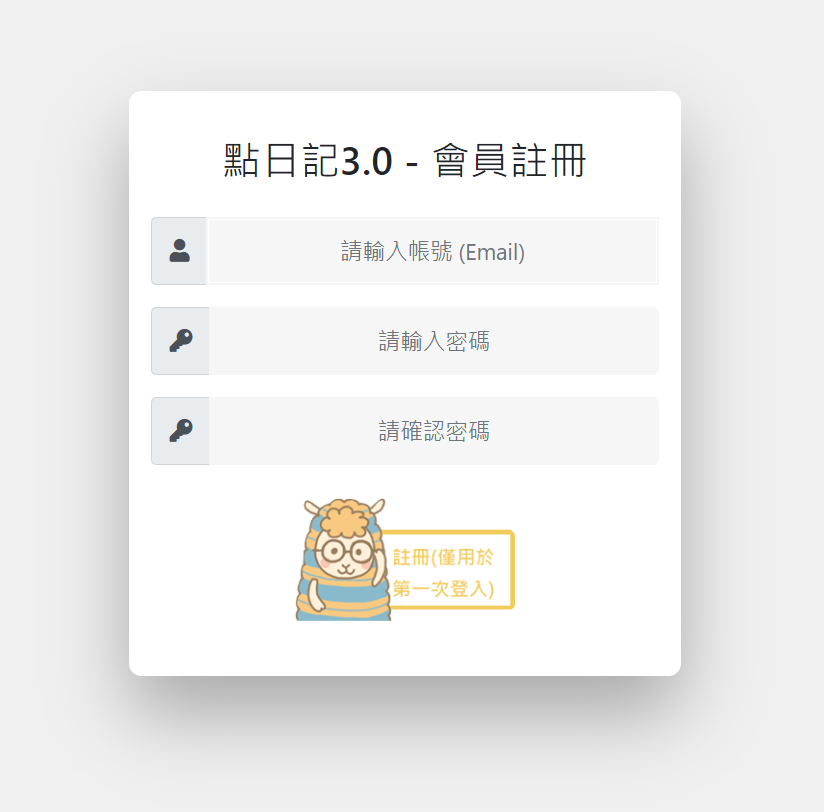 點日記3.0 - 會員註冊
請輸入帳號 (Email)
請輸入密碼
請確認密碼
註冊(僅用於
第一次登入)